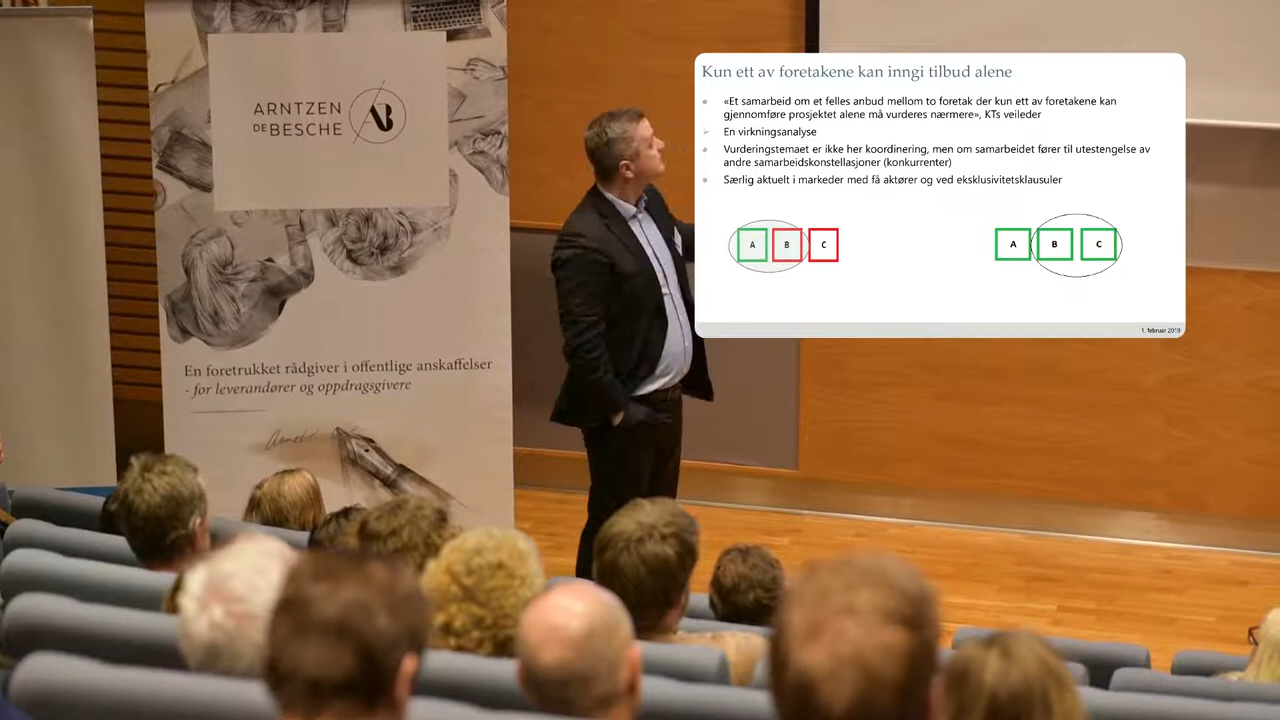 ARNTZEN
DE BESCHE
En foretrukket rådgiver i offentlige anskaffelser
- for leverandører og oppdragsgivere
Kun ett av foretakene kan inngi tilbud alene
«Et samarbeid om et felles anbud mellom to foretak der kun ett av foretakene kan
gjennomføre prosjektet alene må vurderes nærmere», KTs veileder
En virkningsanalyse
Vurderingstemaet er ikke her koordinering, men om samarbeidet fører til utestengelse av
andre samarbeidskonstellasjoner (konkurrenter)
Særlig aktuelt i markeder med få aktører og ved eksklusivitetsklausuler
A B C
A B C
1. februar 2019